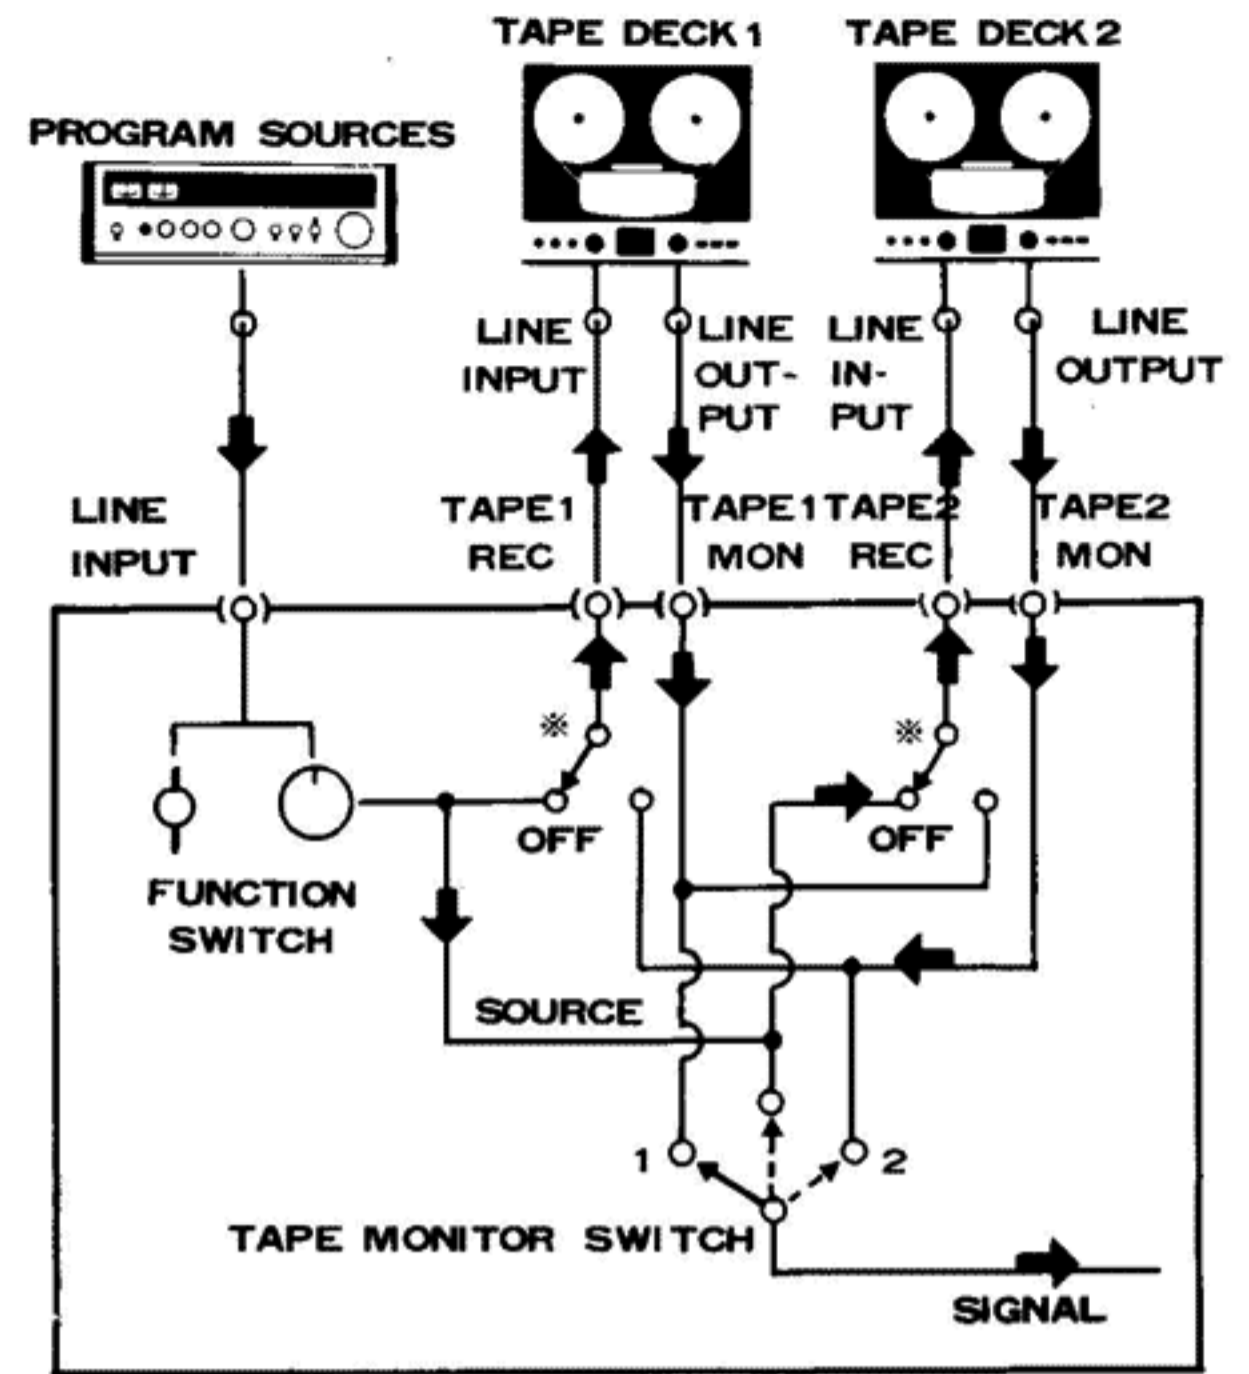 TAPE DECK 1
TAPE DECK 2
PROGRAM SOURCES
LINE
INPUT
LINE
OUT-
PUT
LINE
IN-
PUT
LINE
OUTPUT
LINE
INPUT
TAPE1
REC
TAPE1
MON
TAPE2
REC
TAPE2
MON
※
※
OFF
OFF
FUNCTION
SWITCH
SOURCE
1
2
TAPE MONITOR SWITCH
SIGNAL